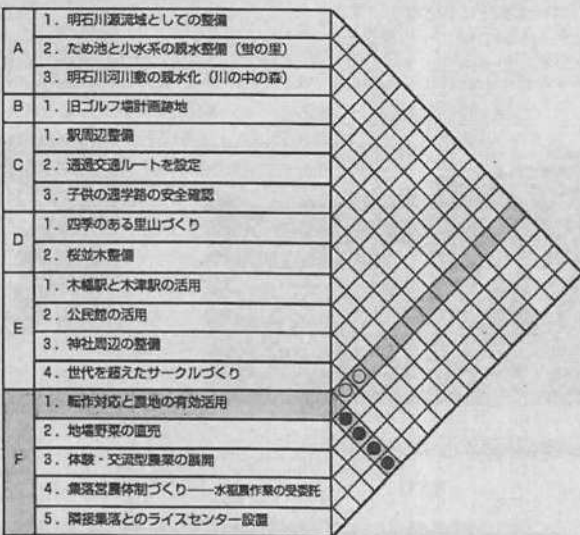 A
1. 明石川源流域としての整備
2. ため池と小水系の親水整備（蛍の里）
3. 明石川河川敷の親水化（川の中の森）
B
1. 旧ゴルフ場計画跡地
C
1. 駅周辺整備
2. 通過交通ルートを設定
3. 子供の通学路の安全確認
D
1. 四季のある里山づくり
2. 桜並木整備
E
1. 木幡駅と木津駅の活用
2. 公民館の活用
3. 神社周辺の整備
4. 世代を超えたサークルづくり
F
1. 転作対応と農地の有効活用
2. 地場野菜の直売
3. 体験・交流型農業の展開
4. 集落営農体制づくり――水稲農作業の受委託
5. 隣接集落とのライスセンター設置